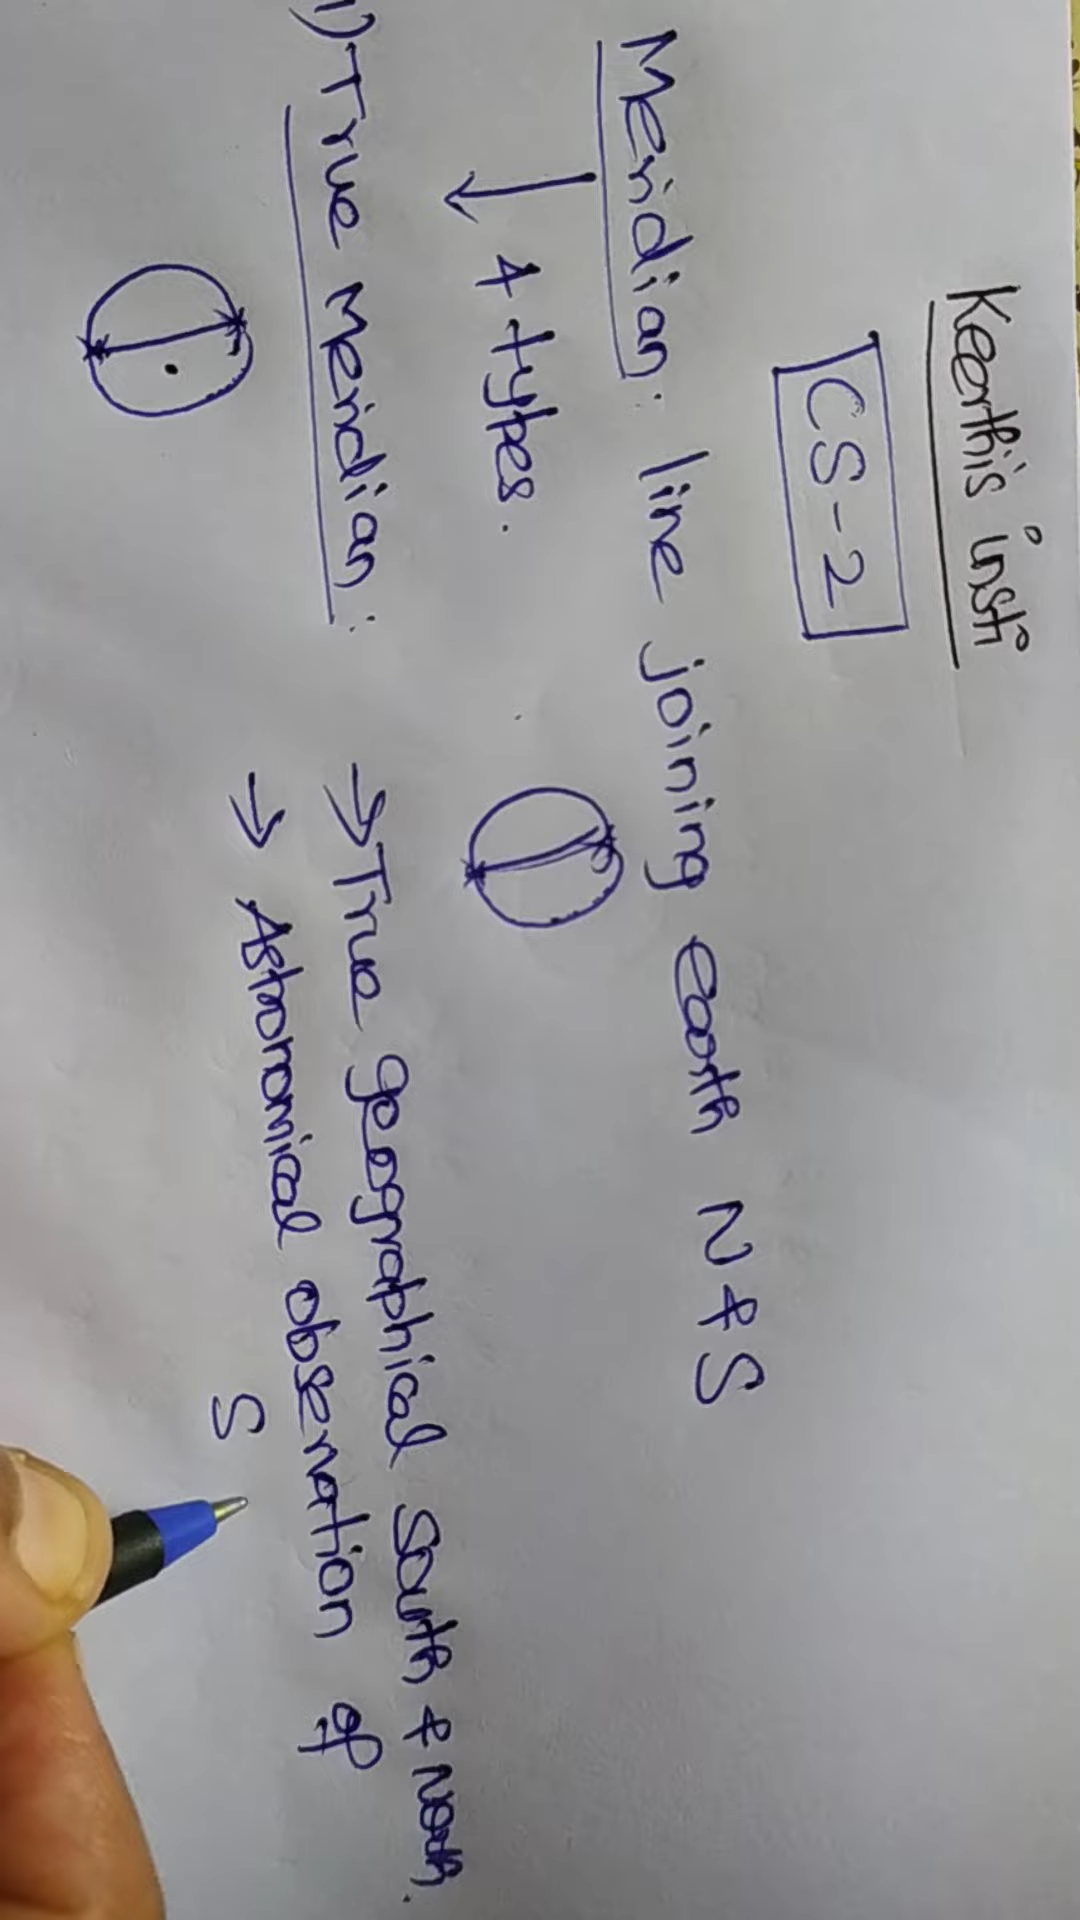 Keerthi's insti
CS-2
Meridian: line joining earth N & S
4 types.
1) True Meridian:
→ True geographical South & North.
→ Astronomical observation of
S